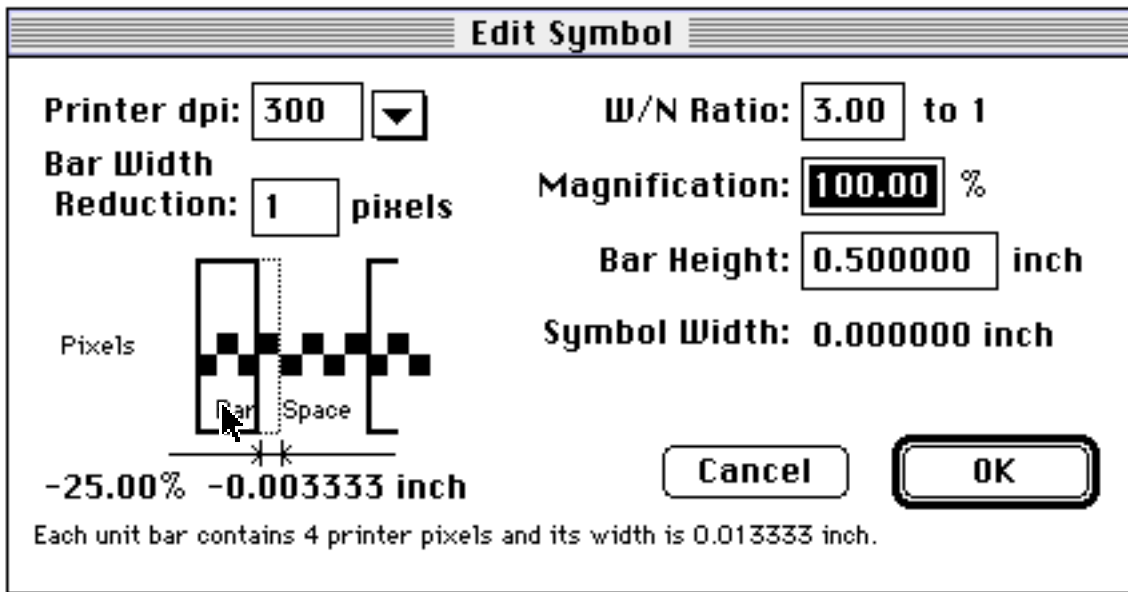 Edit Symbol
Printer dpi: 300
W/N Ratio: 3.00 to 1
Bar Width
Reduction: 1 pixels
Magnification: 100.00 %
Bar Height: 0.500000 inch
Symbol Width: 0.000000 inch
Pixels
Bar Space
-25.00% -0.003333 inch
Cancel OK
Each unit bar contains 4 printer pixels and its width is 0.013333 inch.